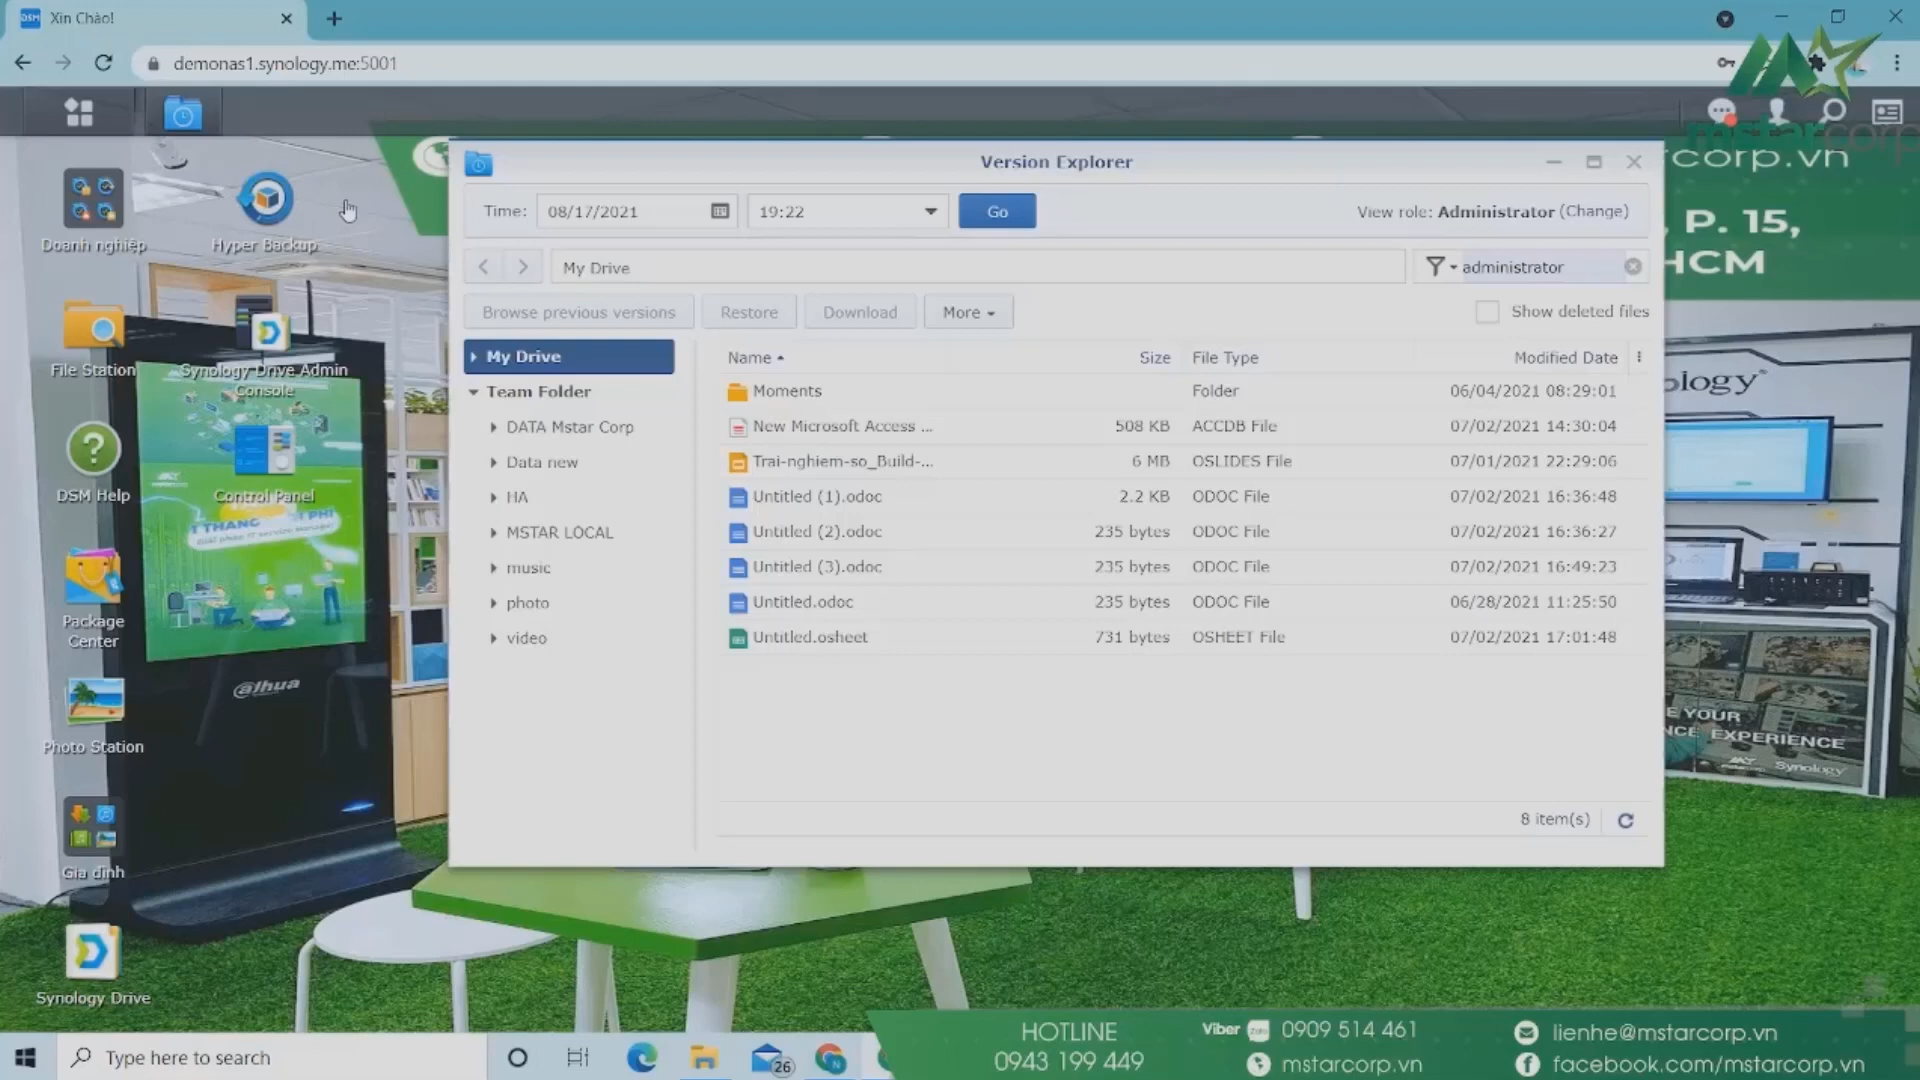 Xin Chào!
demonas1.synology.me:5001
mstarcorp
corp.vn
, P. 15,
HCM
Version Explorer
Time: 08/17/2021 19:22 Go View role: Administrator (Change)
My Drive administrator
Browse previous versions Restore Download More Show deleted files
My Drive
Team Folder
DATA Mstar Corp
Data new
HA
MSTAR LOCAL
music
photo
video
Name Size File Type Modified Date
Moments Folder 06/04/2021 08:29:01
New Microsoft Access ... 508 KB ACCDB File 07/02/2021 14:30:04
Trai-nghiem-so_Build-... 6 MB OSLIDES File 07/01/2021 22:29:06
Untitled (1).odoc 2.2 KB ODOC File 07/02/2021 16:36:48
Untitled (2).odoc 235 bytes ODOC File 07/02/2021 16:36:27
Untitled (3).odoc 235 bytes ODOC File 07/02/2021 16:49:23
Untitled.odoc 235 bytes ODOC File 06/28/2021 11:25:50
Untitled.osheet 731 bytes OSHEET File 07/02/2021 17:01:48
8 item(s)
Doanh nghiệp
Hyper Backup
File Station
Synology Drive Admin
Console
DSM Help
Control Panel
Package
Center
Photo Station
Gia đình
Synology Drive
alhua
ology
E YOUR
NCE EXPERIENCE
Synology
Type here to search
26
HOTLINE
0943 199 449
Viber Zalo 0909 514 461
mstarcorp.vn
lienhe@mstarcorp.vn
facebook.com/mstarcorp.vn